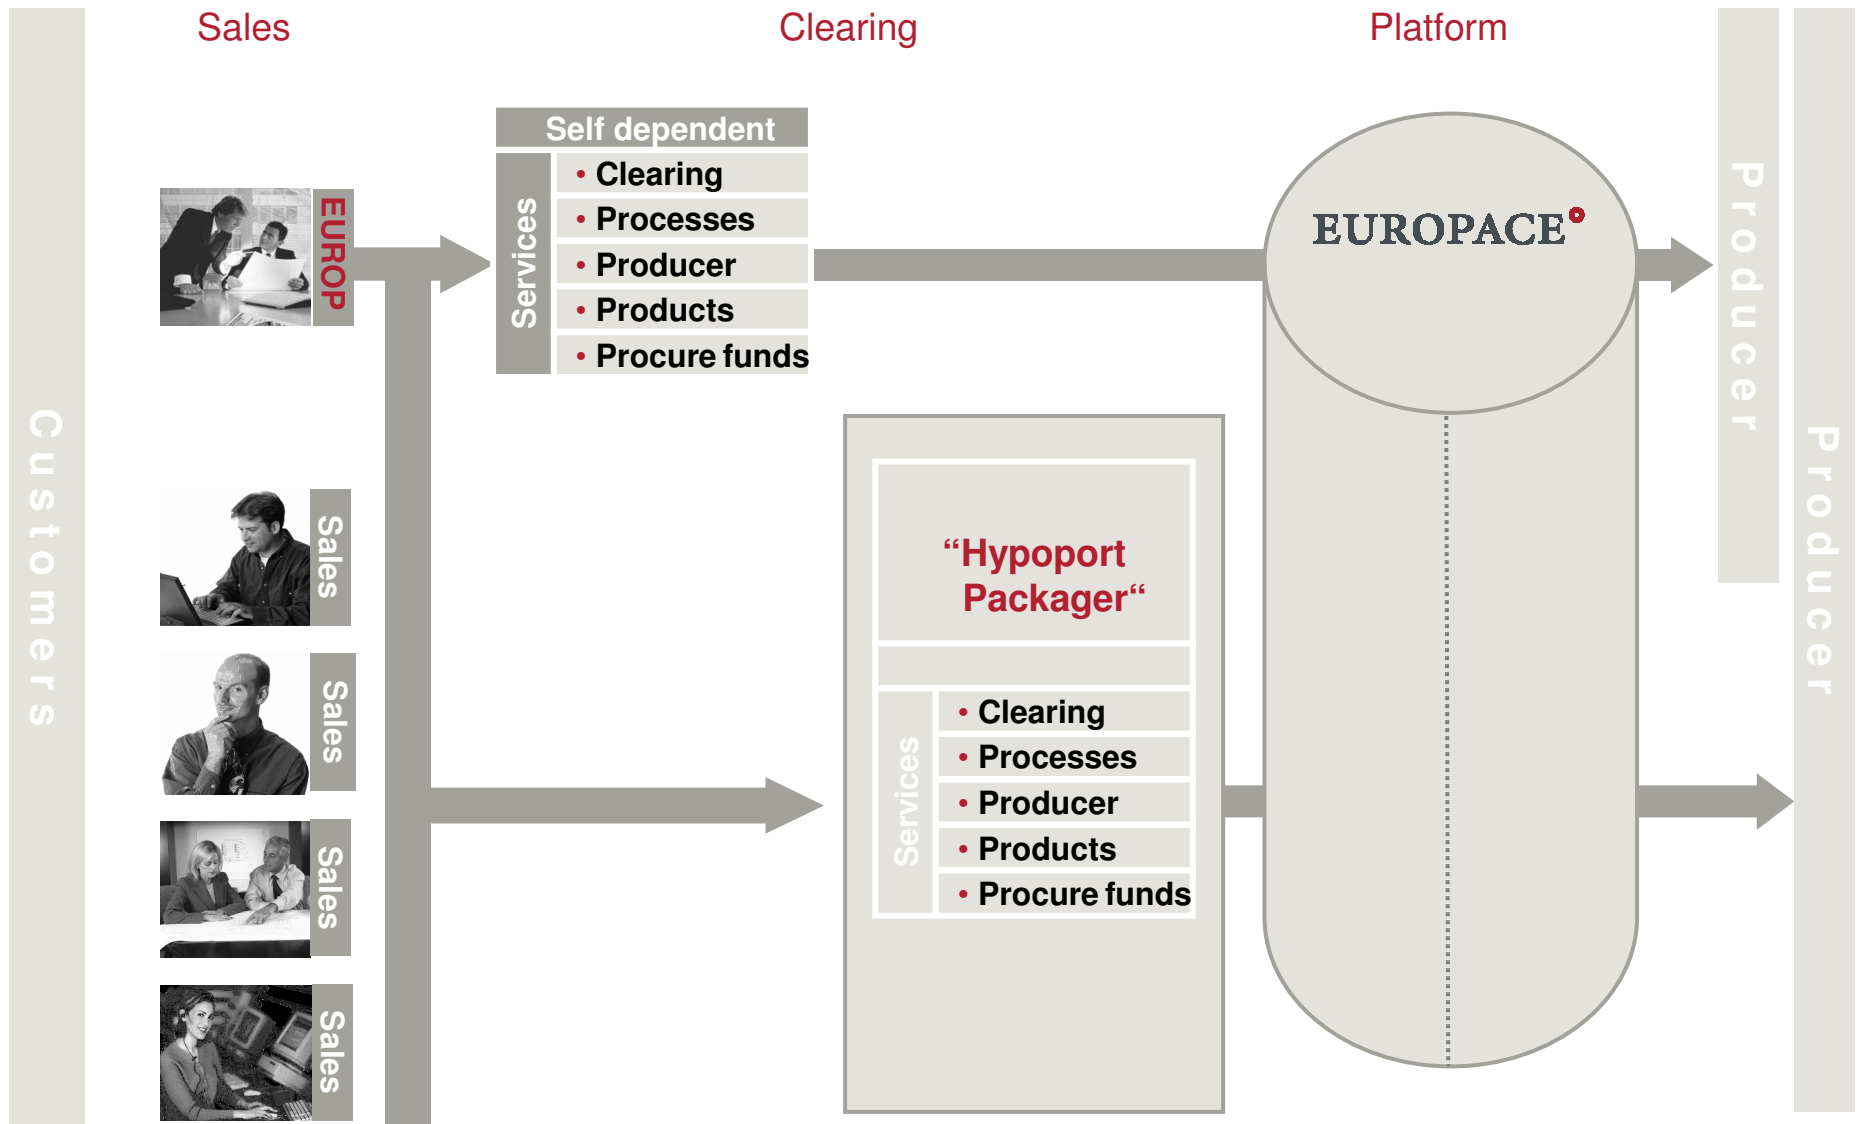 Sales
Clearing
Platform
Customers
EUROP
Self dependent
Services
• Clearing
• Processes
• Producer
• Products
• Procure funds
EUROPACE
Producer
Producer
Sales
Sales
Sales
Sales
“Hypoport
Packager“
Services
• Clearing
• Processes
• Producer
• Products
• Procure funds